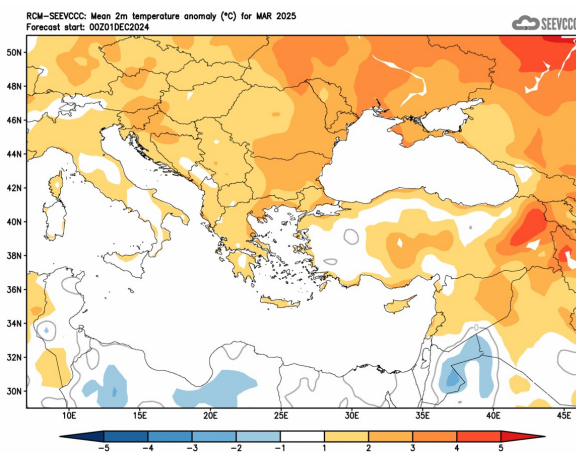 RCM-SEEVCCC: Mean 2m temperature anomaly (°C) for MAR 2025
Forecast start: 00Z01DEC2024
SEEVCCC
50N
48N
46N
44N
42N
40N
38N
36N
34N
32N
30N
10E 15E 20E 25E 30E 35E 40E 45E
-5 -4 -3 -2 -1 1 2 3 4 5